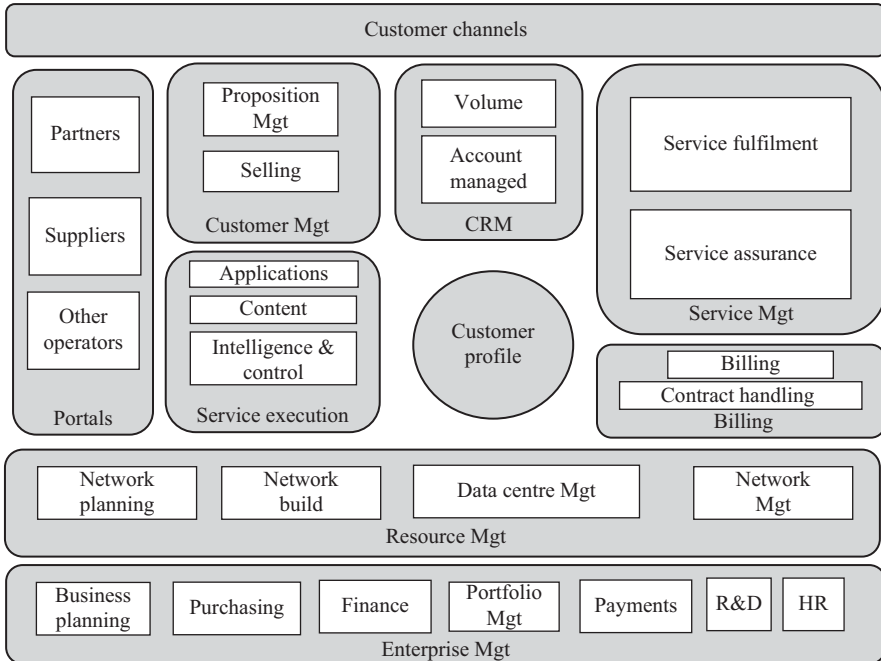 Customer channels
Partners
Suppliers
Other
operators
Portals
Proposition
Mgt
Selling
Customer Mgt
Volume
Account
managed
CRM
Service fulfilment
Service assurance
Service Mgt
Applications
Content
Intelligence &
control
Service execution
Customer
profile
Billing
Contract handling
Billing
Network
planning
Network
build
Data centre Mgt
Network
Mgt
Resource Mgt
Business
planning
Purchasing
Finance
Portfolio
Mgt
Payments
R&D
HR
Enterprise Mgt